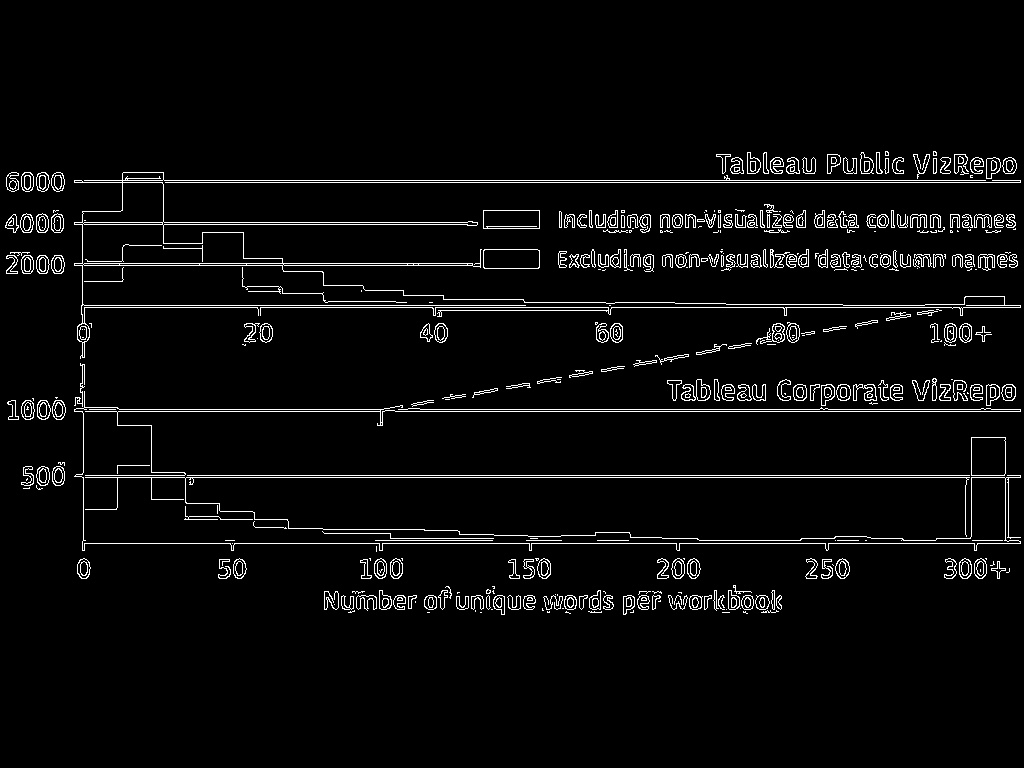 Tableau Public VizRepo
6000
4000
Including non-visualized data column names
2000
Excluding non-visualized data column names
0 20 40 60 80 100+
Tableau Corporate VizRepo
1000
500
0 50 100 150 200 250 300+
Number of unique words per workbook